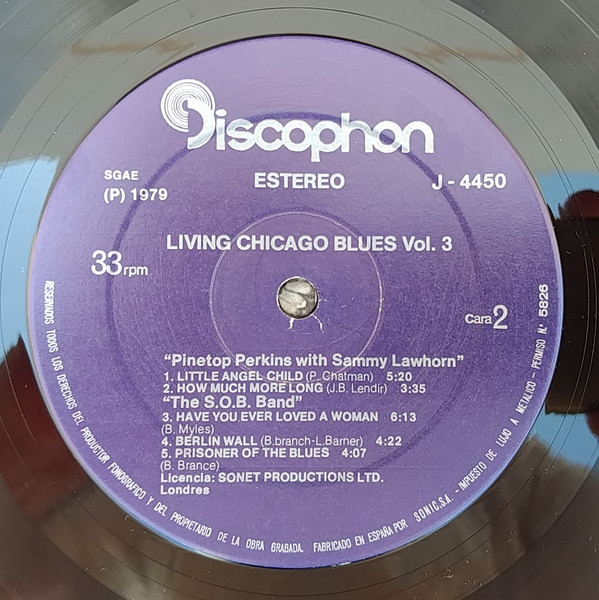 Discophon
SGAE
(P) 1979
ESTEREO
J - 4450
LIVING CHICAGO BLUES Vol. 3
33 rpm
cara 2
"Pinetop Perkins with Sammy Lawhorn"
1. LITTLE ANGEL CHILD (P. Chatman) 5:20
2. HOW MUCH MORE LONG (J.B. Lendir) 3:35
"The S.O.B. Band"
3. HAVE YOU EVER LOVED A WOMAN 6:13
(B. Myles)
4. BERLIN WALL (B.branch-L.Barner) 4:22
5. PRISONER OF THE BLUES 4:07
(B. Brance)
Licencia: SONET PRODUCTIONS LTD.
Londres
RESERVADOS TODOS LOS DERECHOS DEL PRODUCTOR FONOGRAFICO Y DEL PROPIETARIO DE LA OBRA GRABADA. FABRICADO EN ESPAÑA POR SONIC, S.A. - IMPUESTO DE LUJO A METALICO - PERMISO N.º 5826